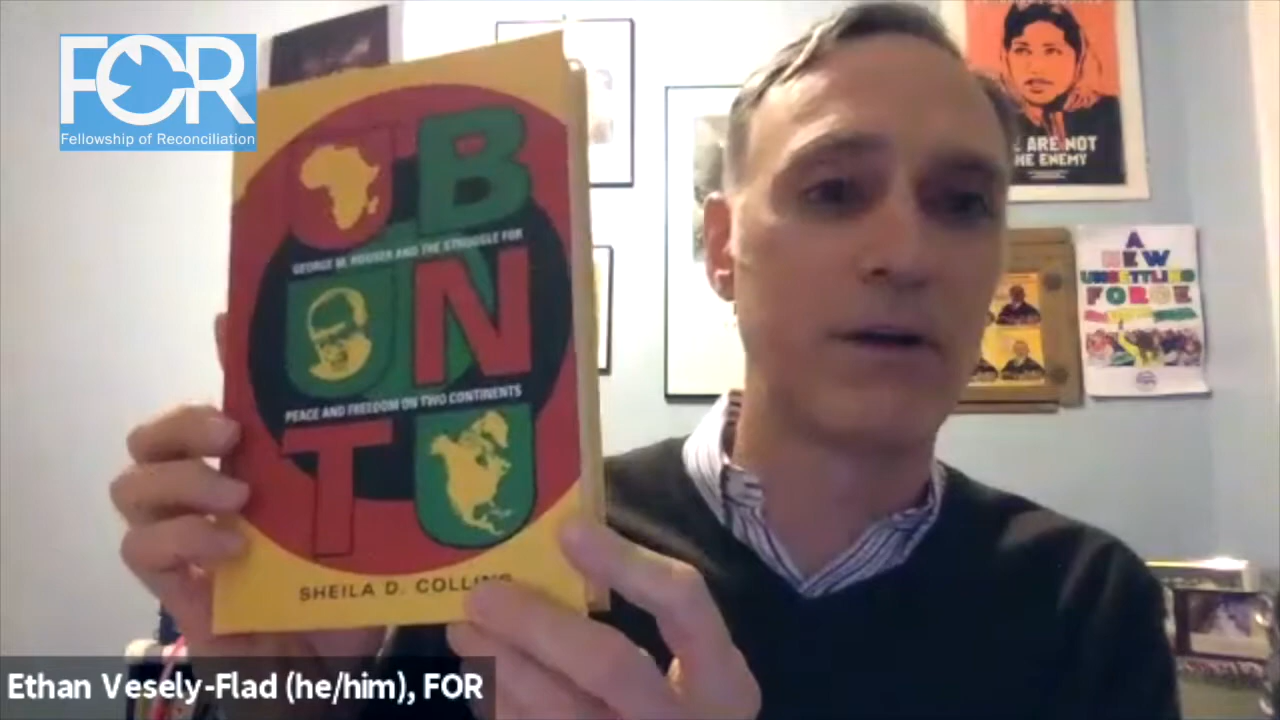 FOR
Fellowship of Reconciliation
UBUNTU
GEORGE M. HOUSER AND THE STRUGGLE FOR
PEACE AND FREEDOM ON TWO CONTINENTS
SHEILA D. COLLINS
ARE NOT
HE ENEMY
A
NEW
UNSETTLING
FORCE
Ethan Vesely-Flad (he/him), FOR